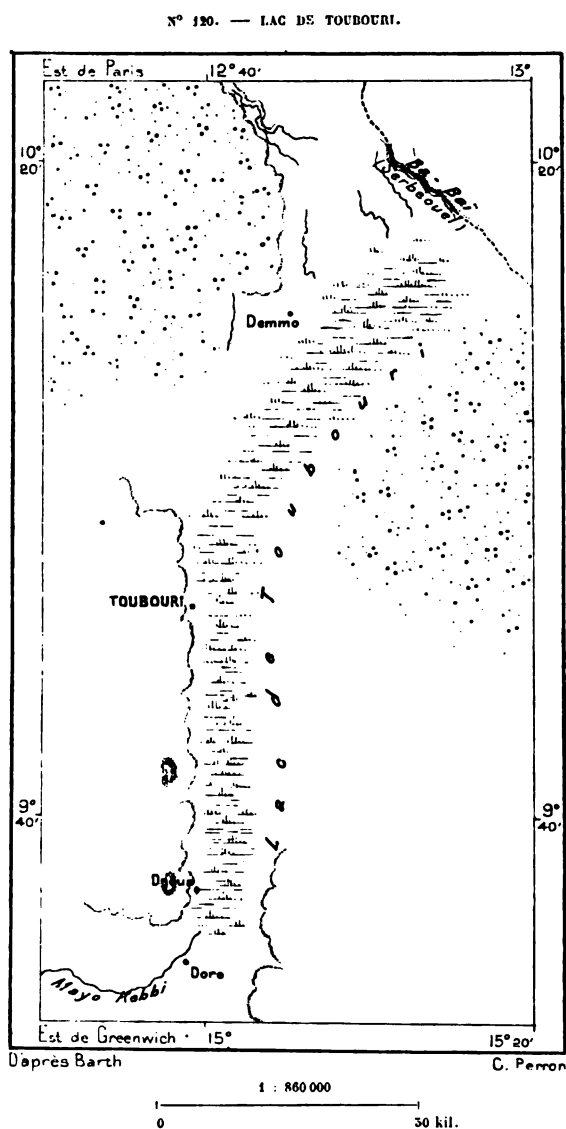 N° 120. — LAC DE TOUBOURI.
Est de Paris 12°40' 13°
10° 20' 10° 20'
Ba-Baï
(Serbeouel)
Demmo
Lac de Toubouri
TOUBOURI
9° 40' 9° 40'
Dore
Mayo Kebbi
Est de Greenwich 15° 15°20'
D'après Barth C. Perron
1 : 860 000
0 30 kil.